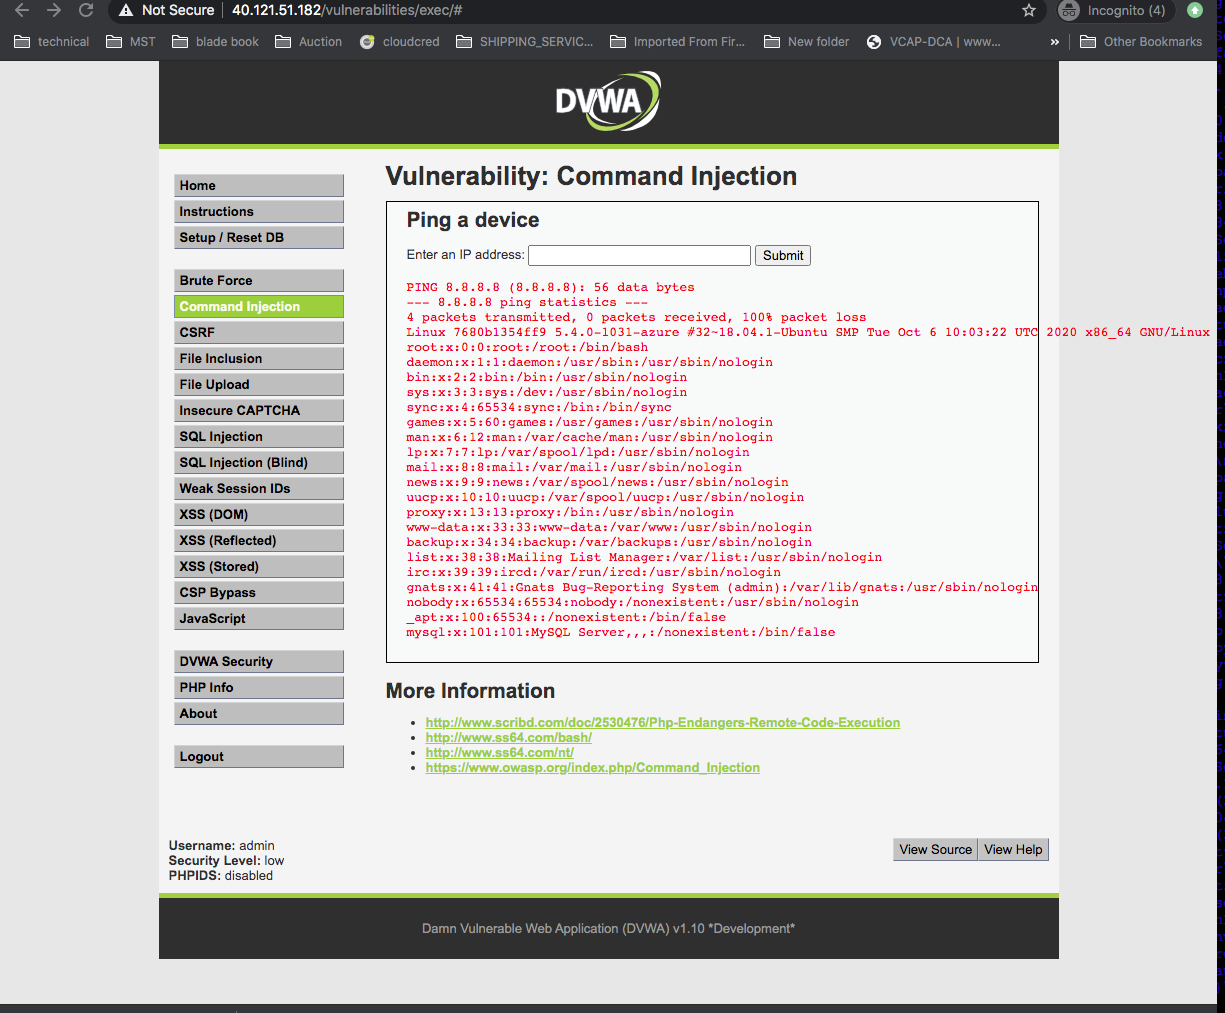 Not Secure 40.121.51.182/vulnerabilities/exec/# Incognito (4)
technical MST blade book Auction cloudcred SHIPPING_SERVIC... Imported From Fir... New folder VCAP-DCA | www... » Other Bookmarks
DVWA
Vulnerability: Command Injection
Home
Instructions
Setup / Reset DB
Brute Force
Command Injection
CSRF
File Inclusion
File Upload
Insecure CAPTCHA
SQL Injection
SQL Injection (Blind)
Weak Session IDs
XSS (DOM)
XSS (Reflected)
XSS (Stored)
CSP Bypass
JavaScript
DVWA Security
PHP Info
About
Logout
Ping a device
Enter an IP address: Submit
PING 8.8.8.8 (8.8.8.8): 56 data bytes
--- 8.8.8.8 ping statistics ---
4 packets transmitted, 0 packets received, 100% packet loss
Linux 7680b1354ff9 5.4.0-1031-azure #32~18.04.1-Ubuntu SMP Tue Oct 6 10:03:22 UTC 2020 x86_64 GNU/Linux
root:x:0:0:root:/root:/bin/bash
daemon:x:1:1:daemon:/usr/sbin:/usr/sbin/nologin
bin:x:2:2:bin:/bin:/usr/sbin/nologin
sys:x:3:3:sys:/dev:/usr/sbin/nologin
sync:x:4:65534:sync:/bin:/bin/sync
games:x:5:60:games:/usr/games:/usr/sbin/nologin
man:x:6:12:man:/var/cache/man:/usr/sbin/nologin
lp:x:7:7:lp:/var/spool/lpd:/usr/sbin/nologin
mail:x:8:8:mail:/var/mail:/usr/sbin/nologin
news:x:9:9:news:/var/spool/news:/usr/sbin/nologin
uucp:x:10:10:uucp:/var/spool/uucp:/usr/sbin/nologin
proxy:x:13:13:proxy:/bin:/usr/sbin/nologin
www-data:x:33:33:www-data:/var/www:/usr/sbin/nologin
backup:x:34:34:backup:/var/backups:/usr/sbin/nologin
list:x:38:38:Mailing List Manager:/var/list:/usr/sbin/nologin
irc:x:39:39:ircd:/var/run/ircd:/usr/sbin/nologin
gnats:x:41:41:Gnats Bug-Reporting System (admin):/var/lib/gnats:/usr/sbin/nologin
nobody:x:65534:65534:nobody:/nonexistent:/usr/sbin/nologin
_apt:x:100:65534::/nonexistent:/bin/false
mysql:x:101:101:MySQL Server,,,:/nonexistent:/bin/false
More Information
• http://www.scribd.com/doc/2530476/Php-Endangers-Remote-Code-Execution
• http://www.ss64.com/bash/
• http://www.ss64.com/nt/
• https://www.owasp.org/index.php/Command_Injection
Username: admin
Security Level: low
PHPIDS: disabled
View Source View Help
Damn Vulnerable Web Application (DVWA) v1.10 *Development*